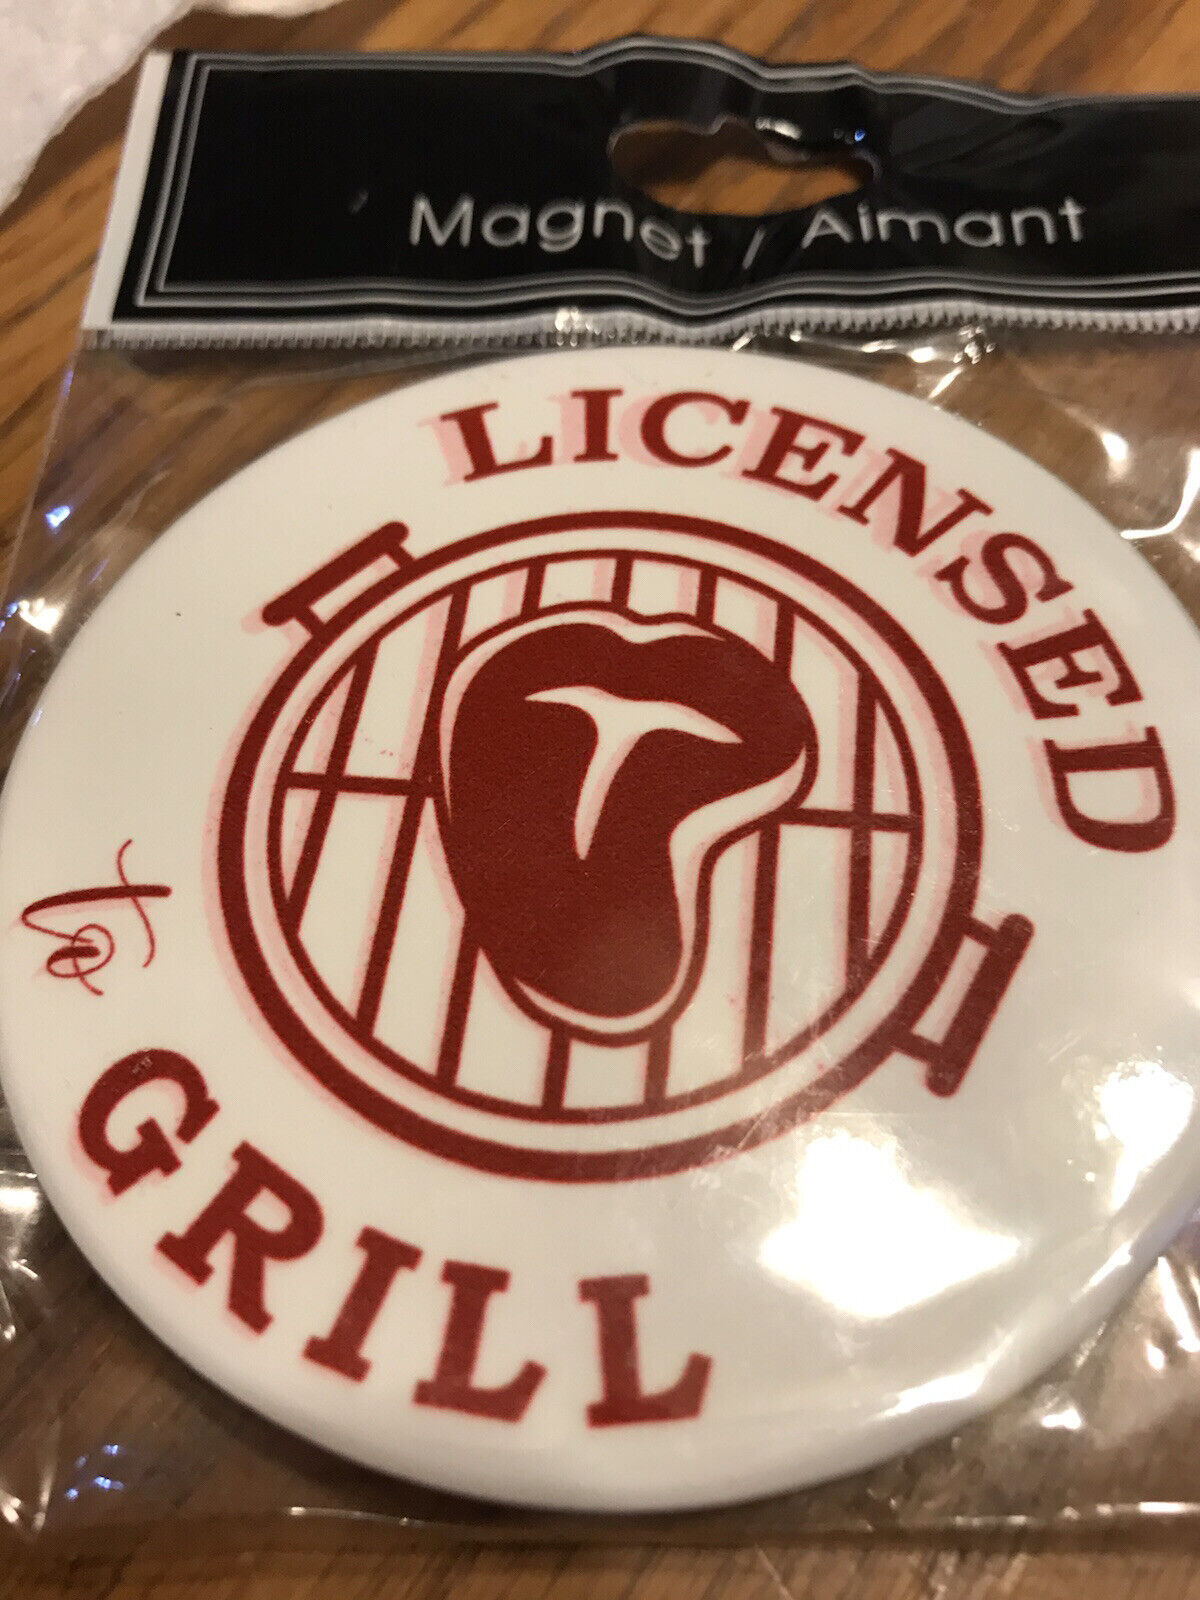 Magnet / Aimant
LICENSED
to
GRILL